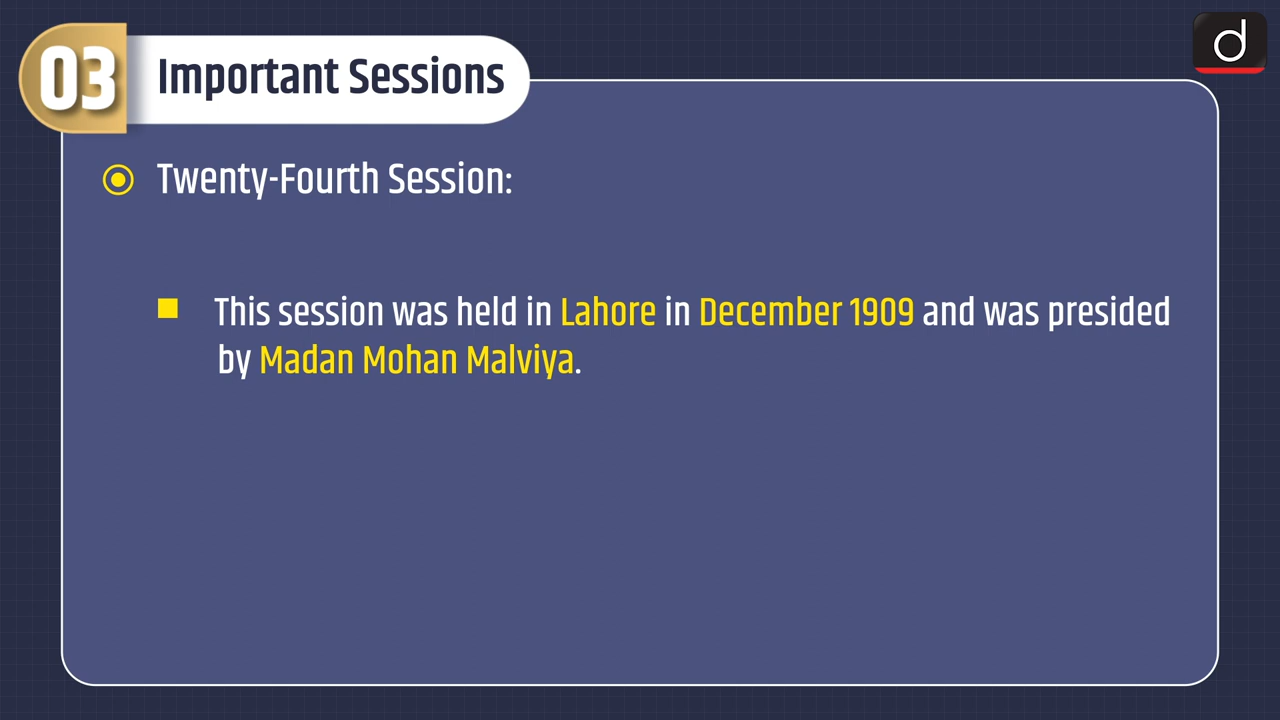 03
Important Sessions
d
Twenty-Fourth Session:
This session was held in Lahore in December 1909 and was presided
by Madan Mohan Malviya.